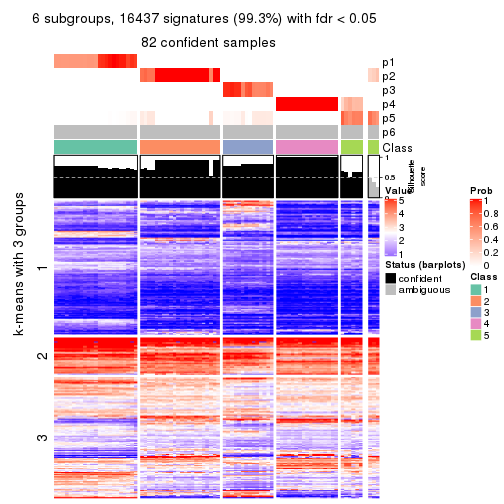 6 subgroups, 16437 signatures (99.3%) with fdr < 0.05
82 confident samples
p1
p2
p3
p4
p5
p6
Class
1
0.5
0
Silhouette
score
k-means with 3 groups
1
2
3
Value
5
4
3
2
1
Status (barplots)
confident
ambiguous
Prob
1
0.8
0.6
0.4
0.2
0
Class
1
2
3
4
5